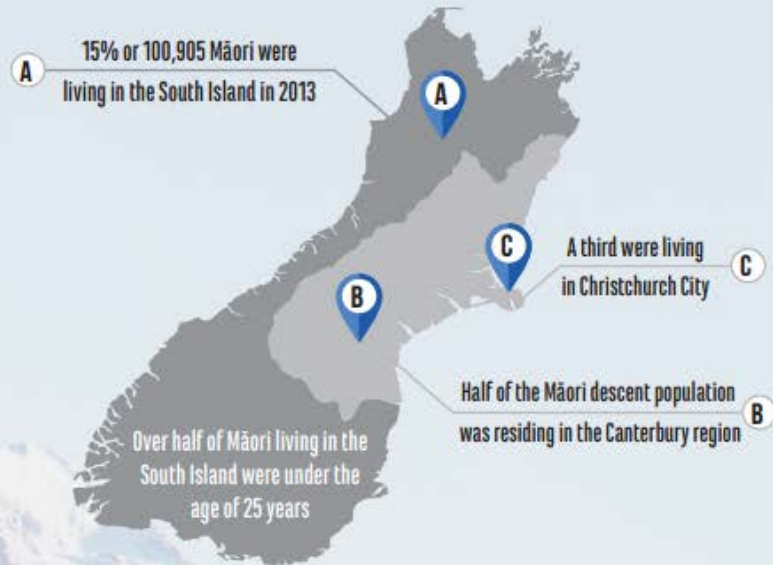 15% or 100,905 Māori were
living in the South Island in 2013
A
A
C
A third were living
in Christchurch City
C
B
Half of the Māori descent population
was residing in the Canterbury region
B
Over half of Māori living in the
South Island were under the
age of 25 years